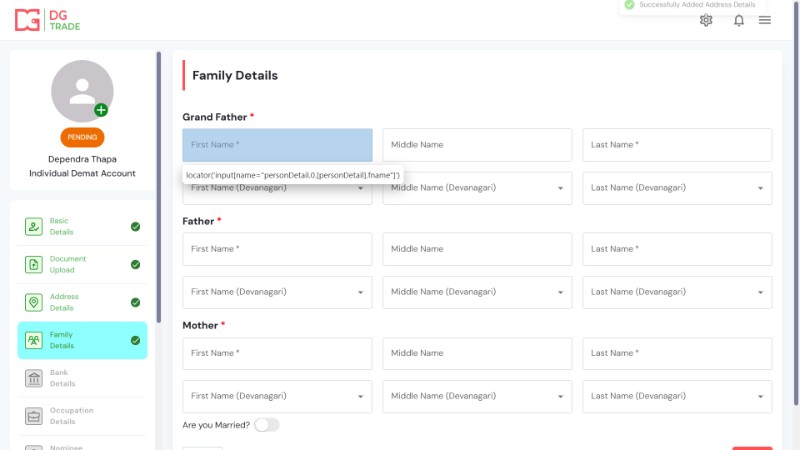 DG
TRADE
Successfully Added Address Details
PENDING
Dependra Thapa
Individual Demat Account
Basic
Details
Document
Upload
Address
Details
Family
Details
Bank
Details
Occupation
Details
Nominee
Family Details
Grand Father *
First Name *
Middle Name
Last Name *
locator('input[name="personDetail.0.[personDetail].fname"]')
First Name (Devanagari)
Middle Name (Devanagari)
Last Name (Devanagari)
Father *
First Name *
Middle Name
Last Name *
First Name (Devanagari)
Middle Name (Devanagari)
Last Name (Devanagari)
Mother *
First Name *
Middle Name
Last Name *
First Name (Devanagari)
Middle Name (Devanagari)
Last Name (Devanagari)
Are you Married?